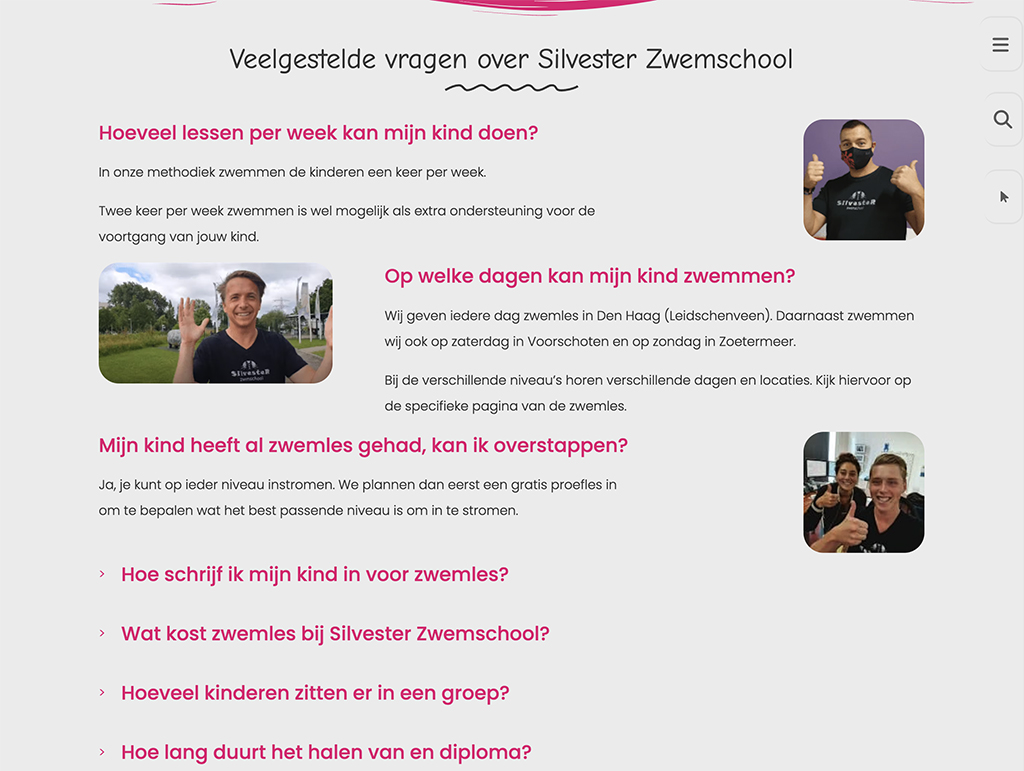 Veelgestelde vragen over Silvester Zwemschool
Hoeveel lessen per week kan mijn kind doen?
In onze methodiek zwemmen de kinderen een keer per week.
Twee keer per week zwemmen is wel mogelijk als extra ondersteuning voor de
voortgang van jouw kind.
SilvesteR
zwemschool
SilvesteR
zwemschool
Op welke dagen kan mijn kind zwemmen?
Wij geven iedere dag zwemles in Den Haag (Leidschenveen). Daarnaast zwemmen
wij ook op zaterdag in Voorschoten en op zondag in Zoetermeer.
Bij de verschillende niveau’s horen verschillende dagen en locaties. Kijk hiervoor op
de specifieke pagina van de zwemles.
Mijn kind heeft al zwemles gehad, kan ik overstappen?
Ja, je kunt op ieder niveau instromen. We plannen dan eerst een gratis proefles in
om te bepalen wat het best passende niveau is om in te stromen.
Hoe schrijf ik mijn kind in voor zwemles?
Wat kost zwemles bij Silvester Zwemschool?
Hoeveel kinderen zitten er in een groep?
Hoe lang duurt het halen van en diploma?